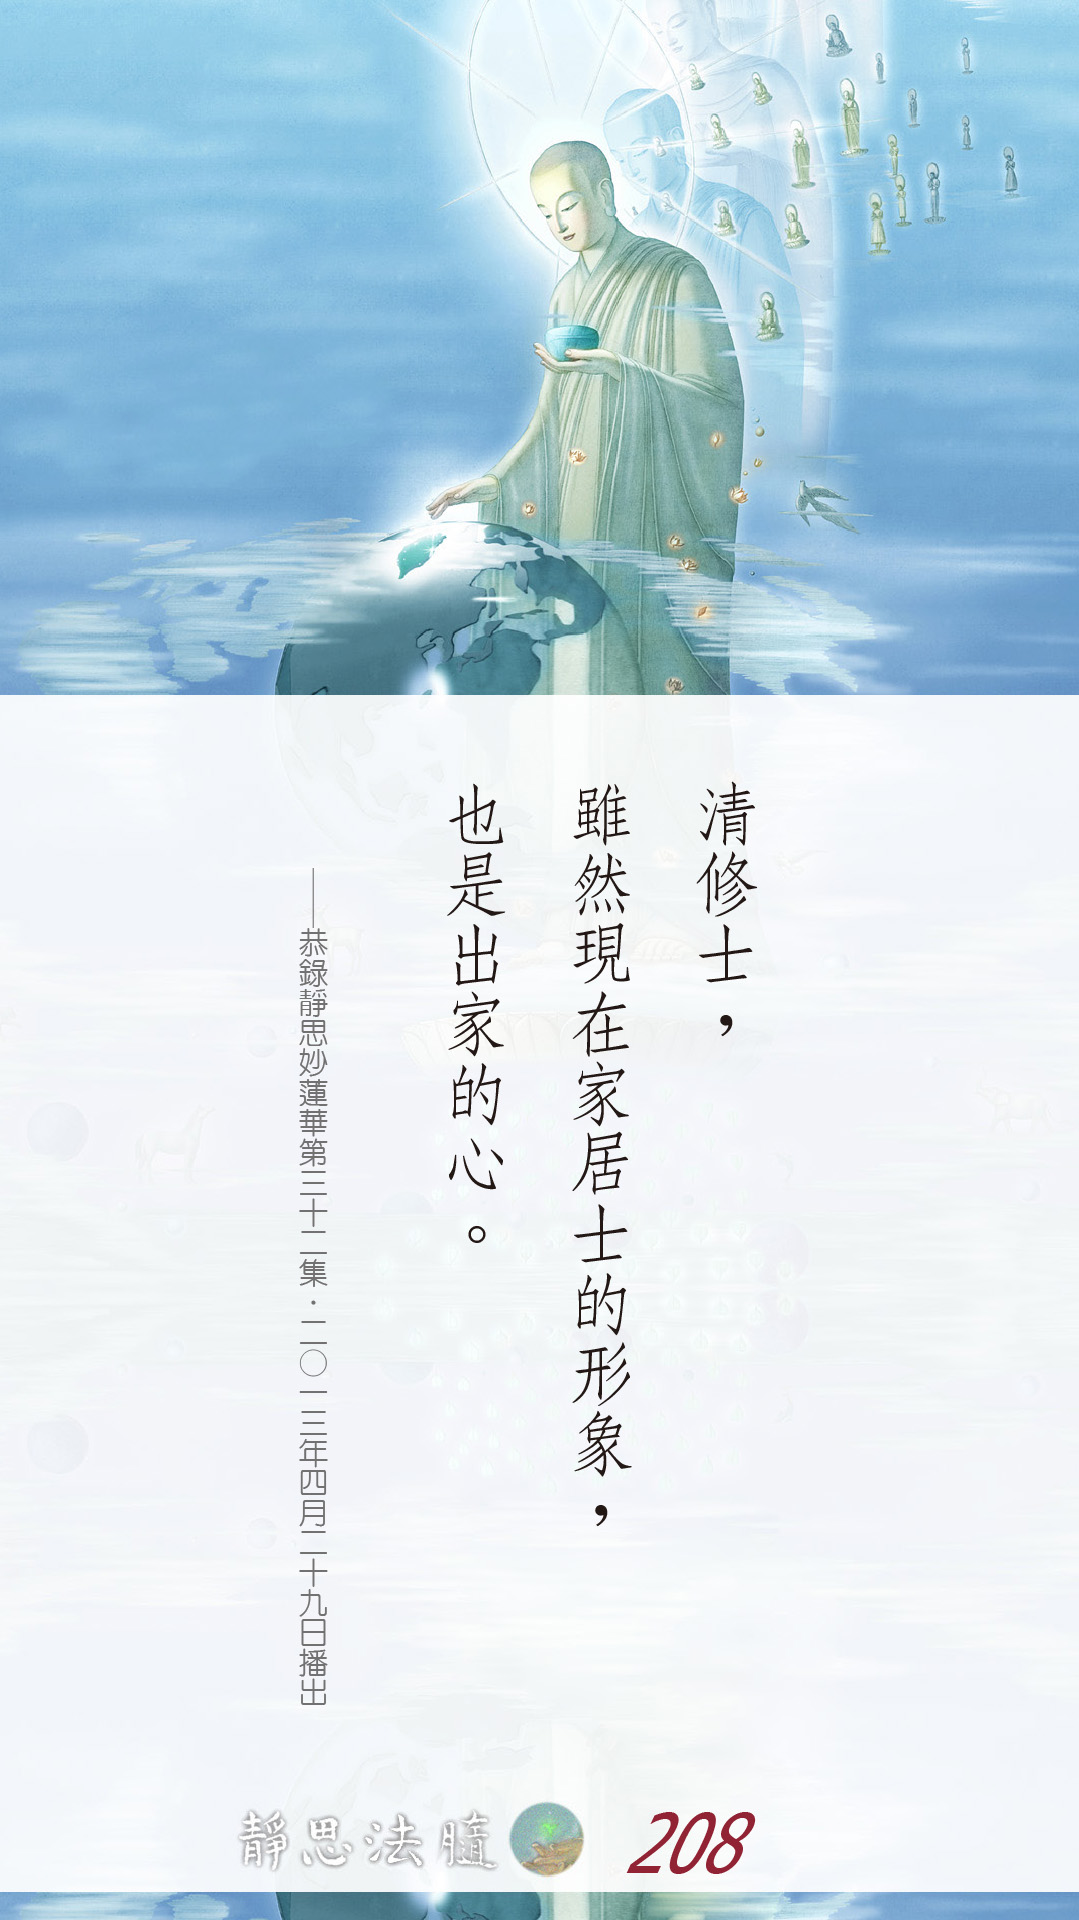 清修士，
雖然現在家居士的形象，
也是出家的心。
——恭錄靜思妙蓮華第三十二集．二〇一三年四月二十九日播出
靜思法髓
208